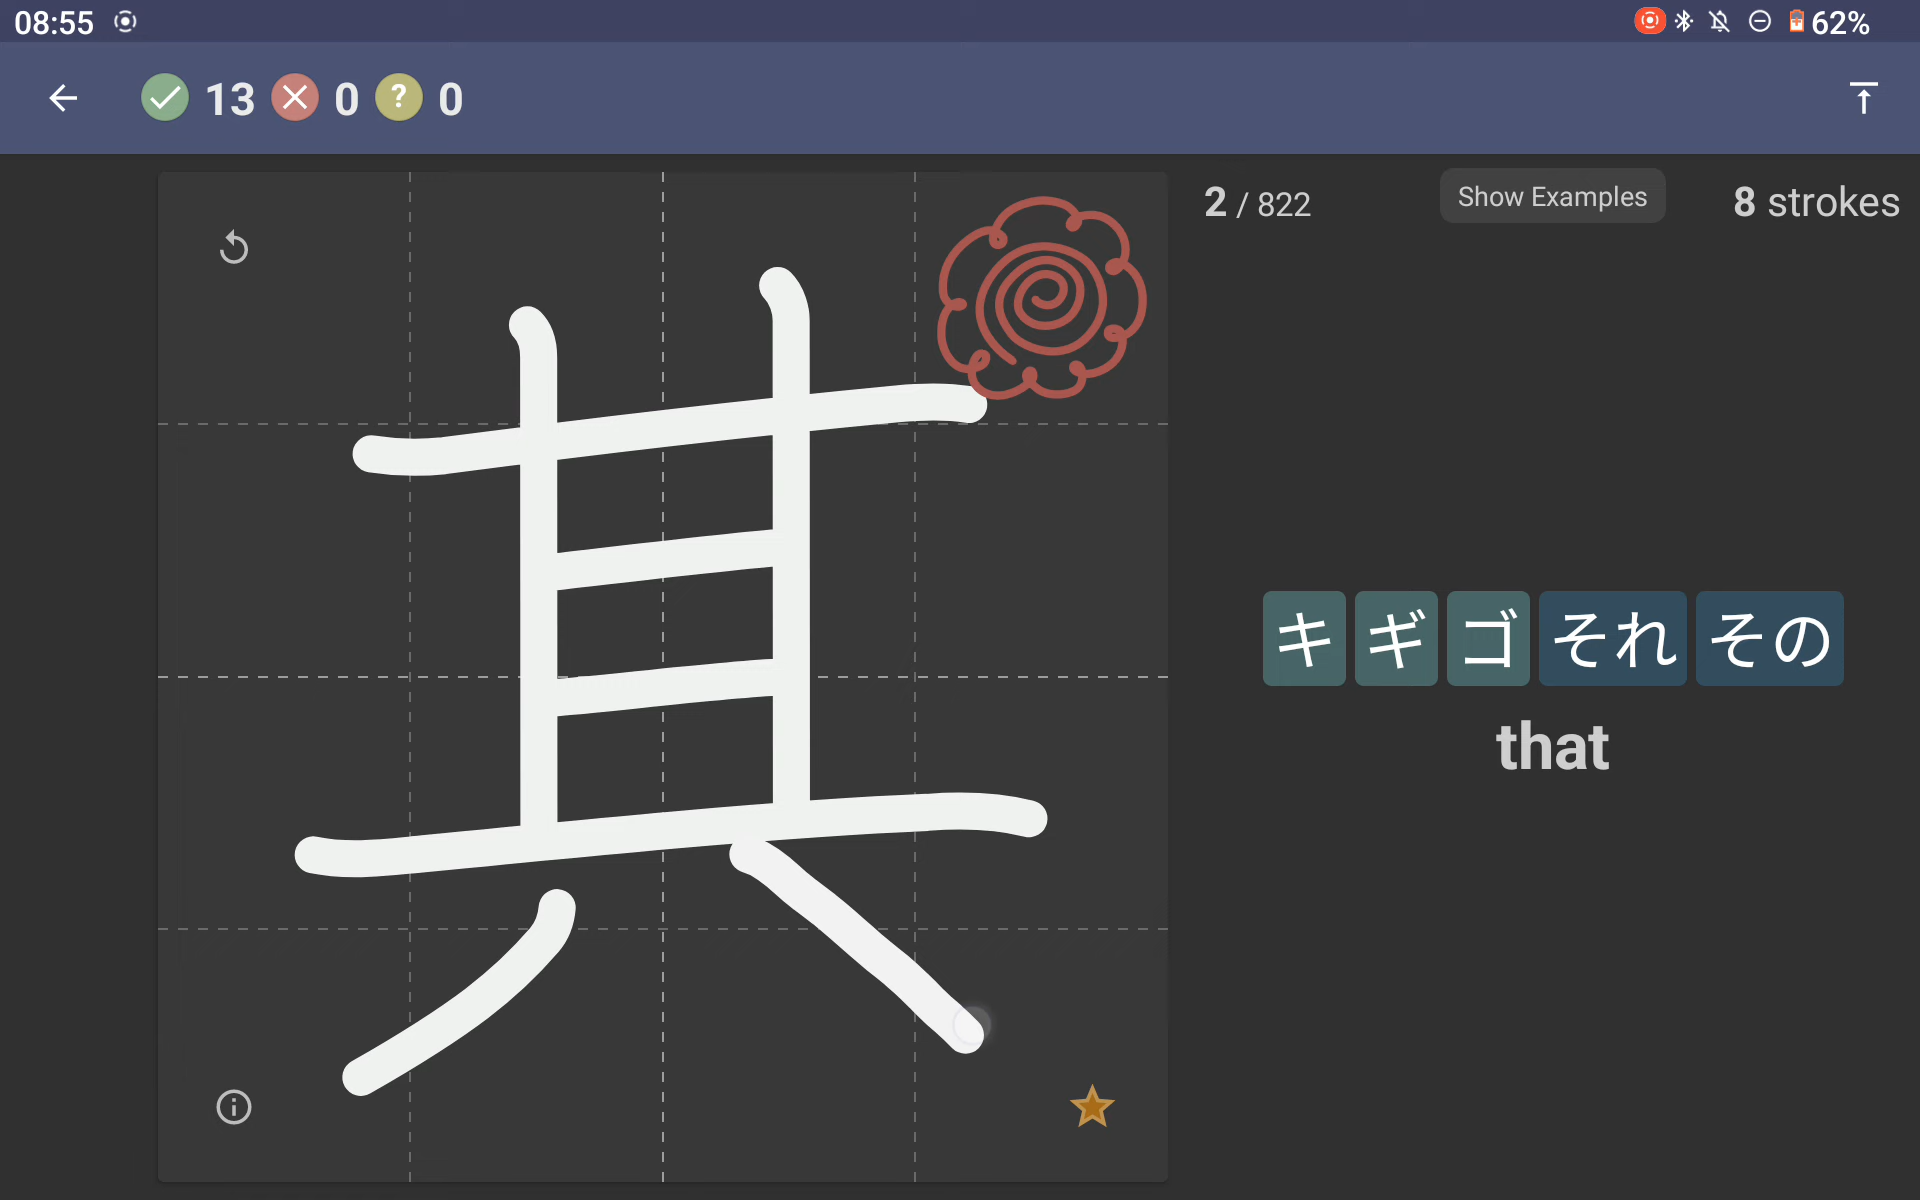 08:55 62%
13 0 ? 0
2 / 822 Show Examples 8 strokes
其
キ ギ ゴ それ その
that